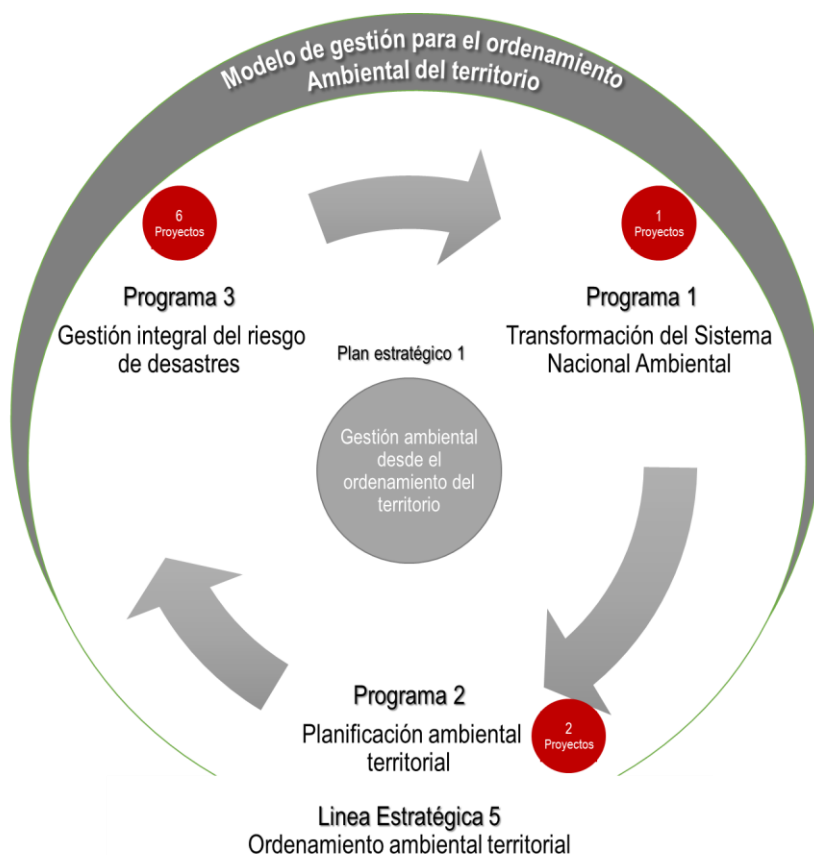 Modelo de gestión para el ordenamiento
Ambiental del territorio
6
Proyectos
1
Proyectos
Programa 3
Gestión integral del riesgo
de desastres
Programa 1
Transformación del Sistema
Nacional Ambiental
Plan estratégico 1
Gestión ambiental
desde el
ordenamiento del
territorio
Programa 2
Planificación ambiental
territorial
2
Proyectos
Linea Estratégica 5
Ordenamiento ambiental territorial